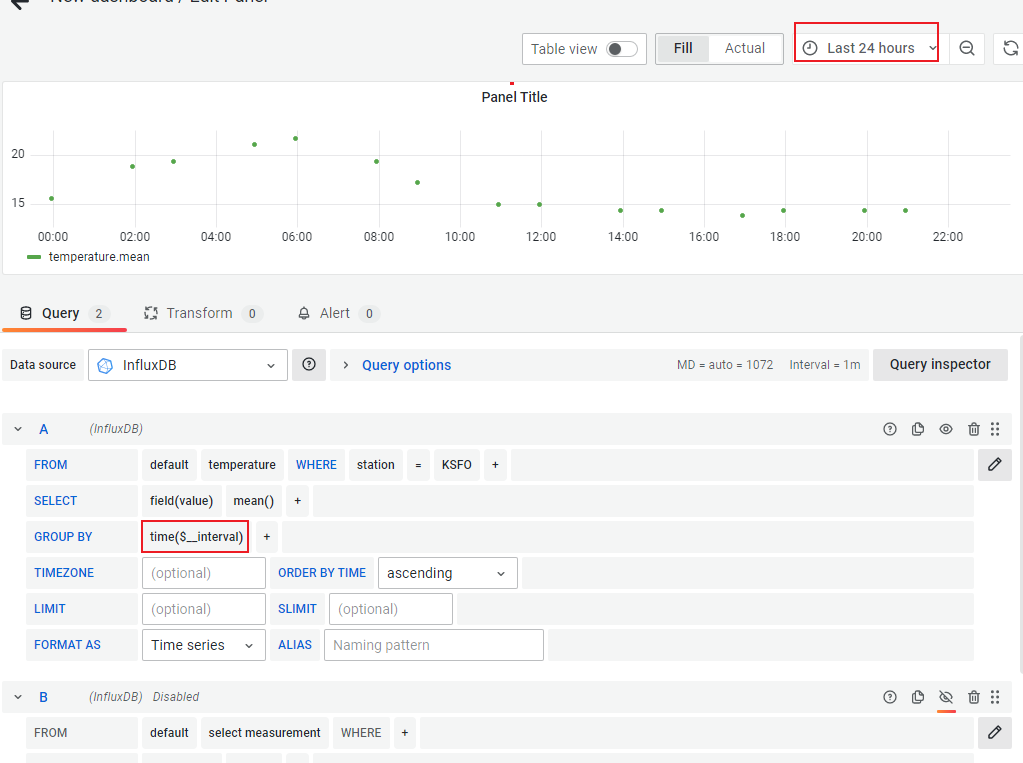 New dashboard / Edit Panel
Table view Fill Actual Last 24 hours
Panel Title
20
15
00:00 02:00 04:00 06:00 08:00 10:00 12:00 14:00 16:00 18:00 20:00 22:00
temperature.mean
Query 2 Transform 0 Alert 0
Data source InfluxDB Query options MD = auto = 1072 Interval = 1m Query inspector
A (InfluxDB)
FROM default temperature WHERE station = KSFO +
SELECT field(value) mean() +
GROUP BY time($__interval) +
TIMEZONE (optional) ORDER BY TIME ascending
LIMIT (optional) SLIMIT (optional)
FORMAT AS Time series ALIAS Naming pattern
B (InfluxDB) Disabled
FROM default select measurement WHERE +